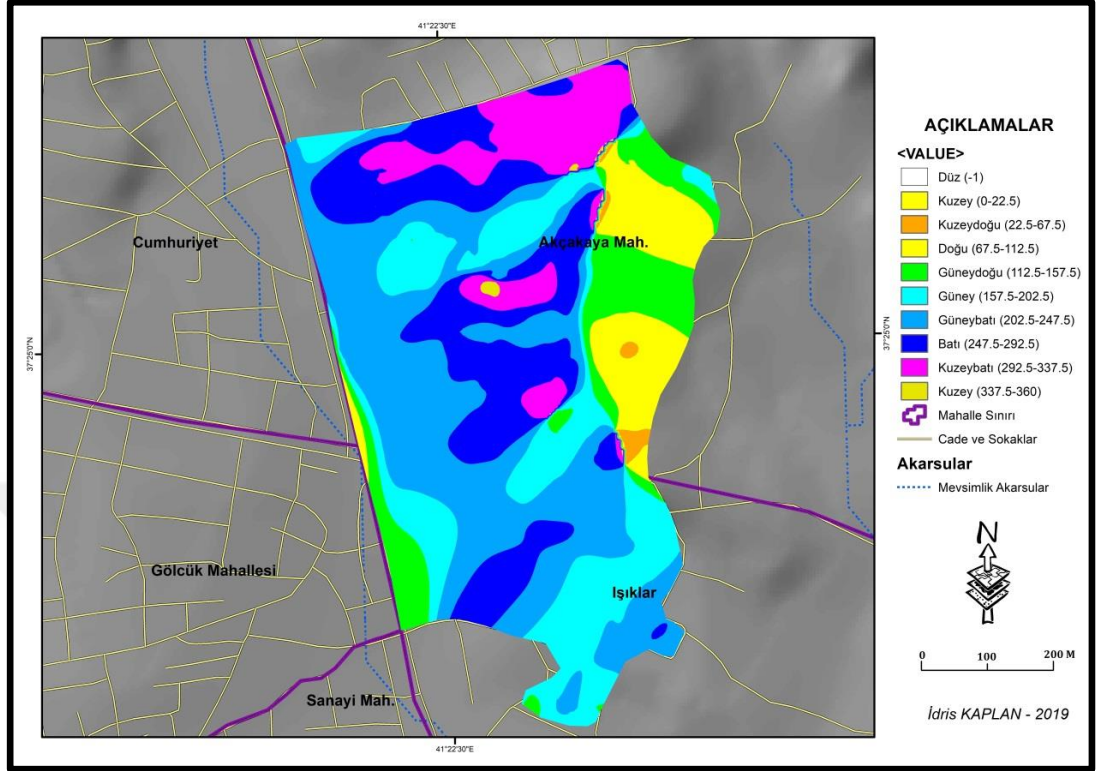 41°22'30"E
37°25'0"N
37°25'0"N
Cumhuriyet
Akçakaya Mah.
Gölcük Mahallesi
Işıklar
Sanayi Mah.
41°22'30"E
AÇIKLAMALAR
<VALUE>
Düz (-1)
Kuzey (0-22.5)
Kuzeydoğu (22.5-67.5)
Doğu (67.5-112.5)
Güneydoğu (112.5-157.5)
Güney (157.5-202.5)
Güneybatı (202.5-247.5)
Batı (247.5-292.5)
Kuzeybatı (292.5-337.5)
Kuzey (337.5-360)
Mahalle Sınırı
Cade ve Sokaklar
Akarsular
Mevsimlik Akarsular
N
0 100 200 M
İdris KAPLAN - 2019